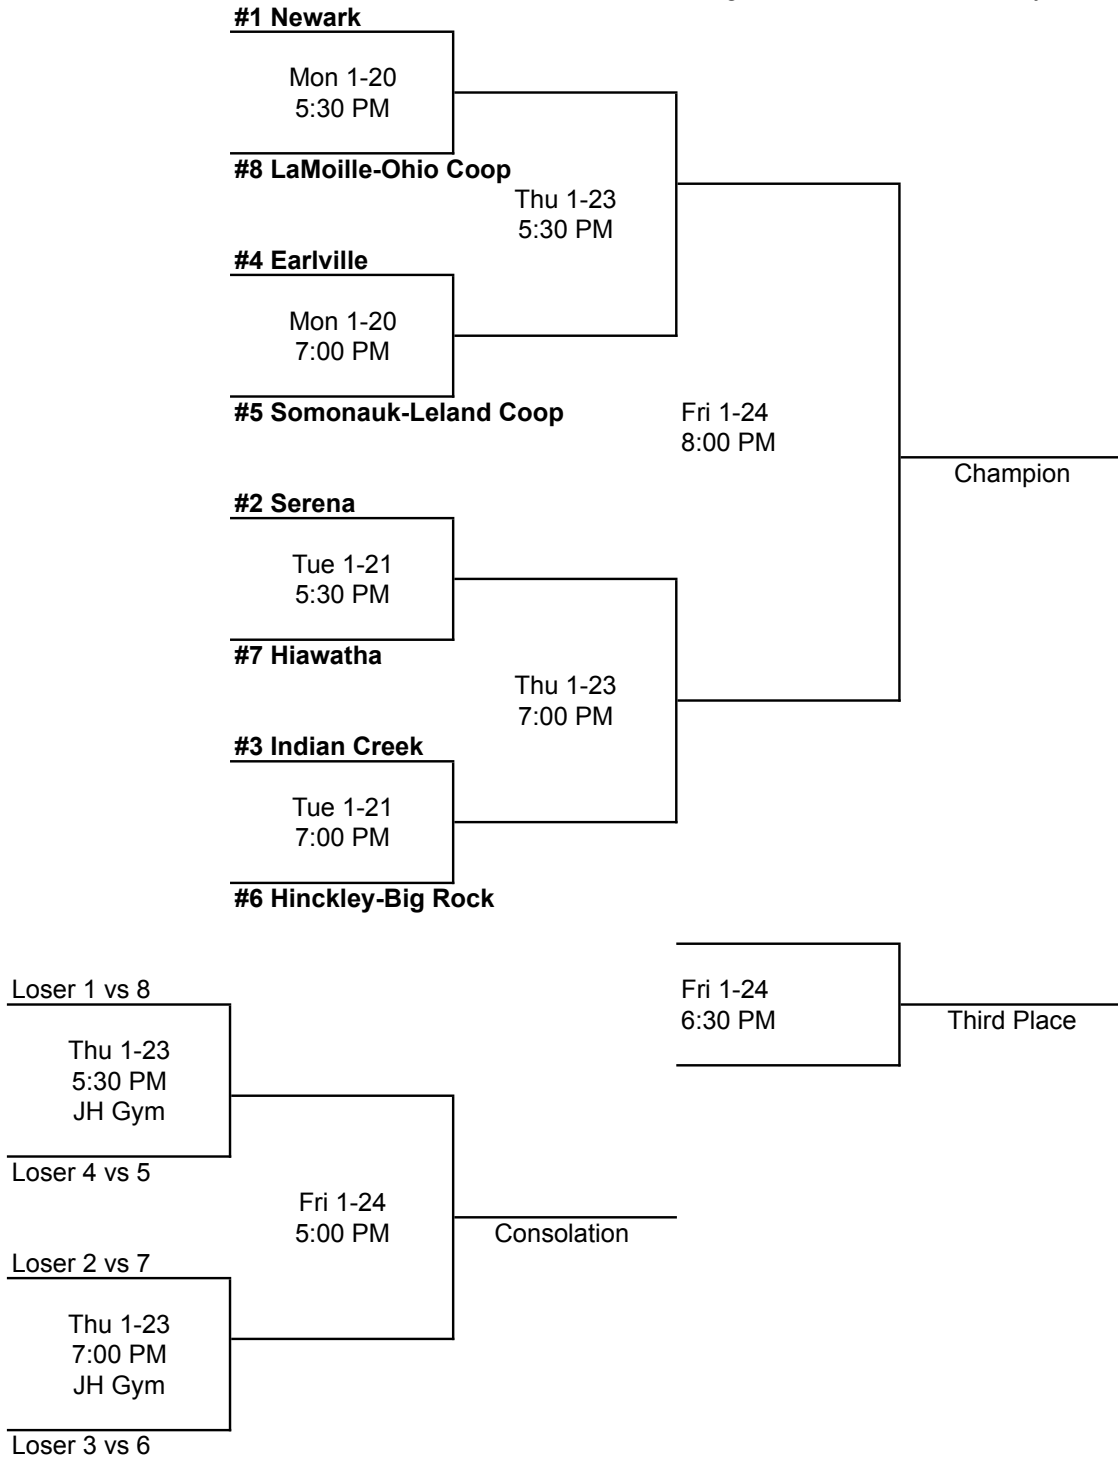 #1 Newark
Mon 1-20
5:30 PM
#8 LaMoille-Ohio Coop
Thu 1-23
5:30 PM
#4 Earlville
Mon 1-20
7:00 PM
#5 Somonauk-Leland Coop
Fri 1-24
8:00 PM
Champion
#2 Serena
Tue 1-21
5:30 PM
#7 Hiawatha
Thu 1-23
7:00 PM
#3 Indian Creek
Tue 1-21
7:00 PM
#6 Hinckley-Big Rock
Fri 1-24
6:30 PM
Third Place
Loser 1 vs 8
Thu 1-23
5:30 PM
JH Gym
Loser 4 vs 5
Fri 1-24
5:00 PM
Consolation
Loser 2 vs 7
Thu 1-23
7:00 PM
JH Gym
Loser 3 vs 6